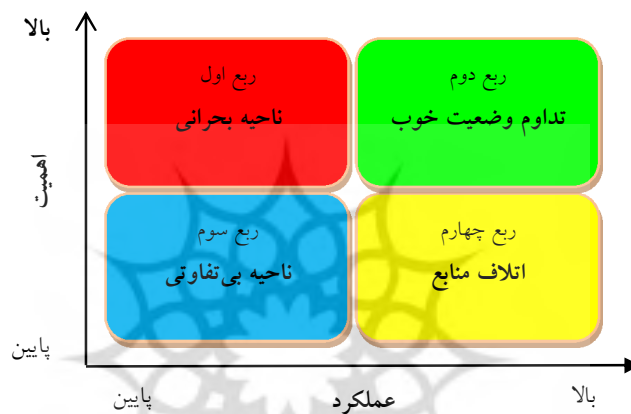 بالا
ربع دوم
تداوم وضعیت خوب
ربع اول
ناحیه بحرانی
اهمیت
ربع چهارم
اتلاف منابع
ربع سوم
ناحیه بی‌تفاوتی
پایین
بالا
عملکرد
پایین